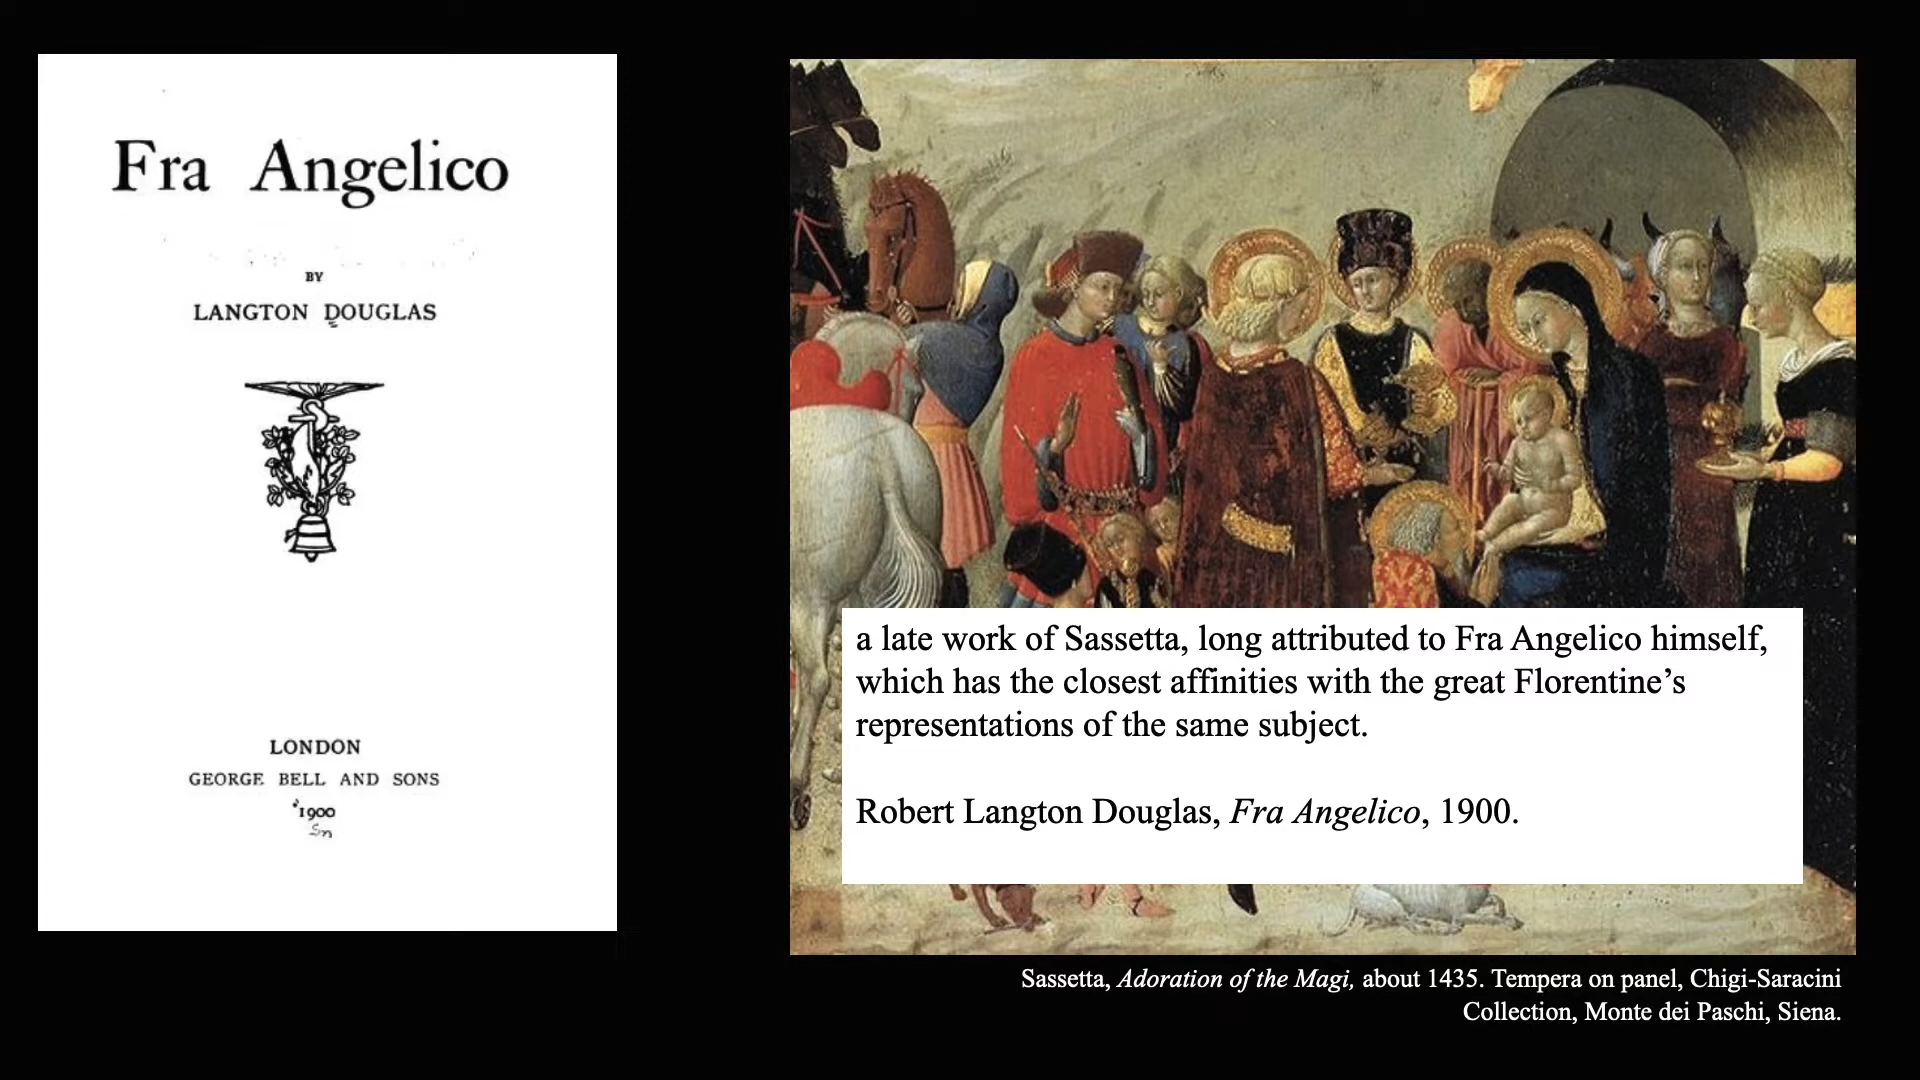 Fra Angelico
BY
LANGTON DOUGLAS
LONDON
GEORGE BELL AND SONS
1900
a late work of Sassetta, long attributed to Fra Angelico himself,
which has the closest affinities with the great Florentine’s
representations of the same subject.
Robert Langton Douglas, Fra Angelico, 1900.
Sassetta, Adoration of the Magi, about 1435. Tempera on panel, Chigi-Saracini
Collection, Monte dei Paschi, Siena.